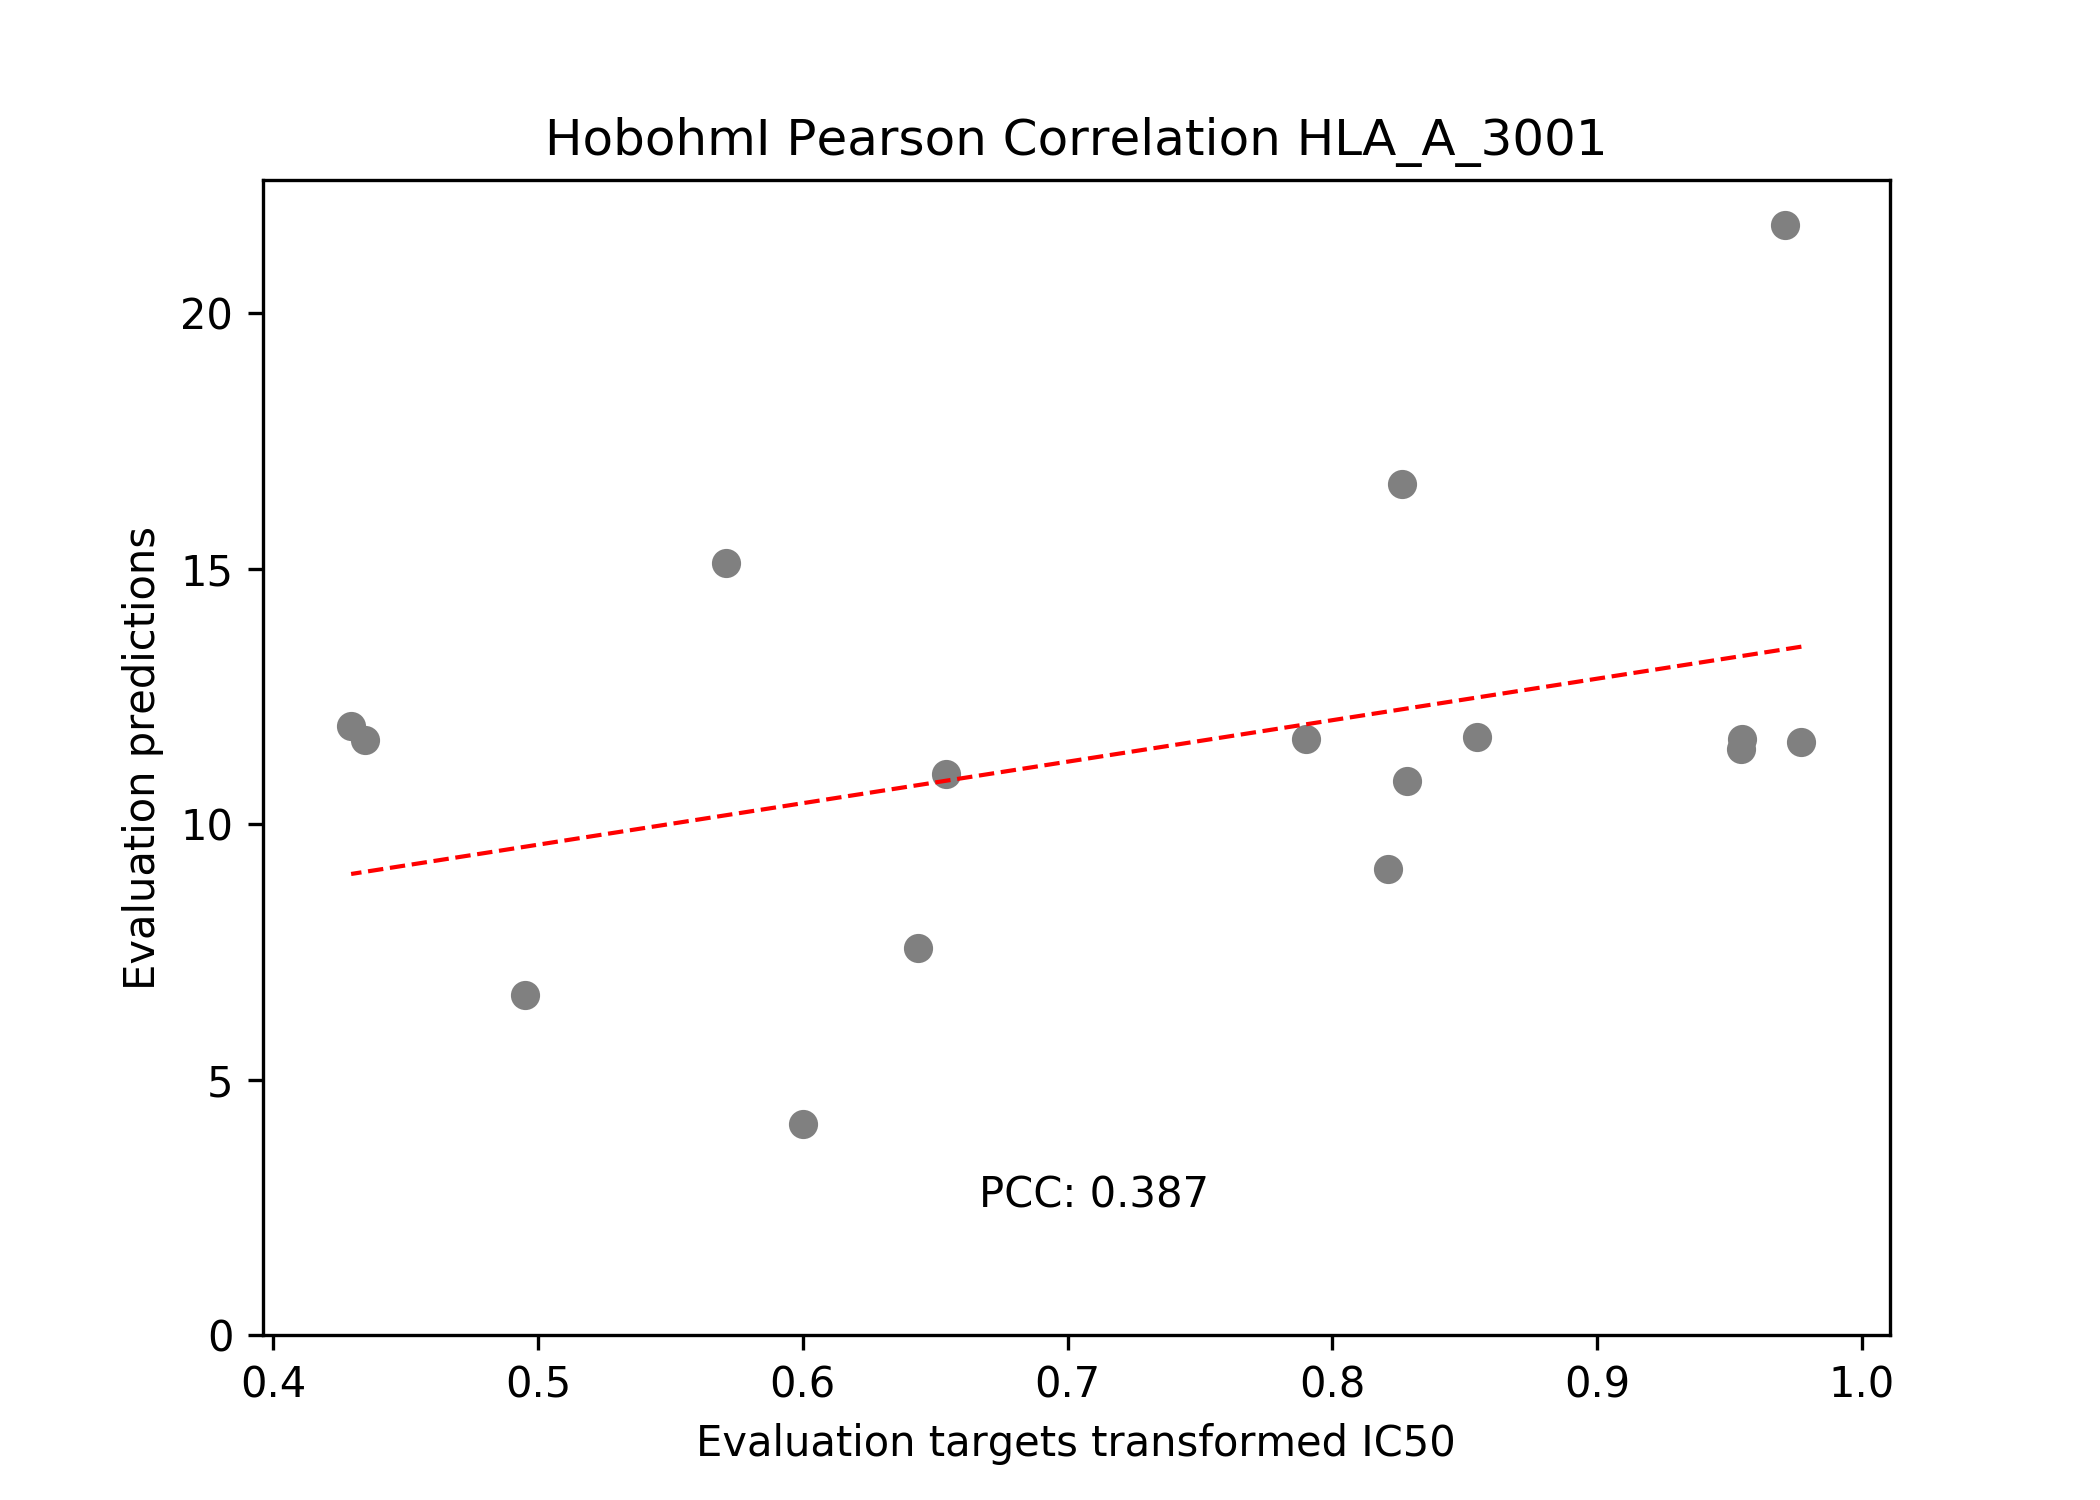 HobohmI Pearson Correlation HLA_A_3001
Evaluation predictions
20
15
10
5
0
PCC: 0.387
0.4 0.5 0.6 0.7 0.8 0.9 1.0
Evaluation targets transformed IC50